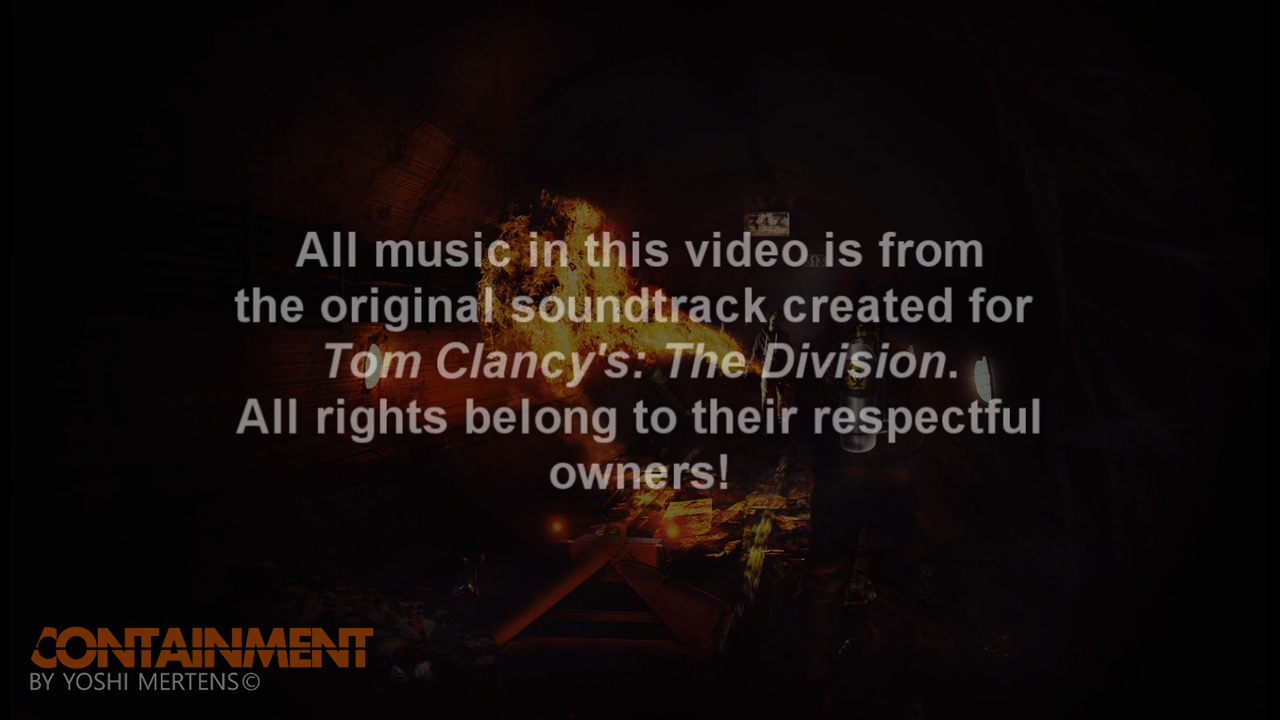 All music in this video is from
the original soundtrack created for
Tom Clancy's: The Division.
All rights belong to their respectful
owners!
CONTAINMENT
BY YOSHI MERTENS©